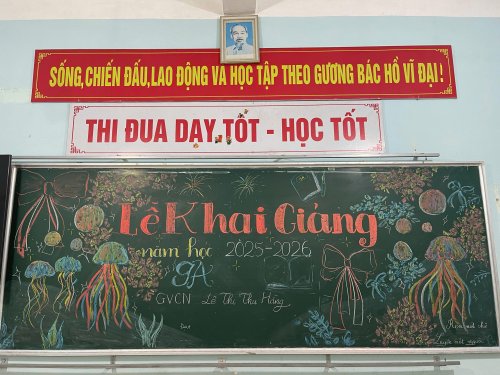 SỐNG, CHIẾN ĐẤU, LAO ĐỘNG VÀ HỌC TẬP THEO GƯƠNG BÁC HỒ VĨ ĐẠI!
THI ĐUA DẠY TỐT - HỌC TỐT
Lễ Khai Giảng
năm học 2025-2026
9A
GVCN Lê Thị Thu Hằng